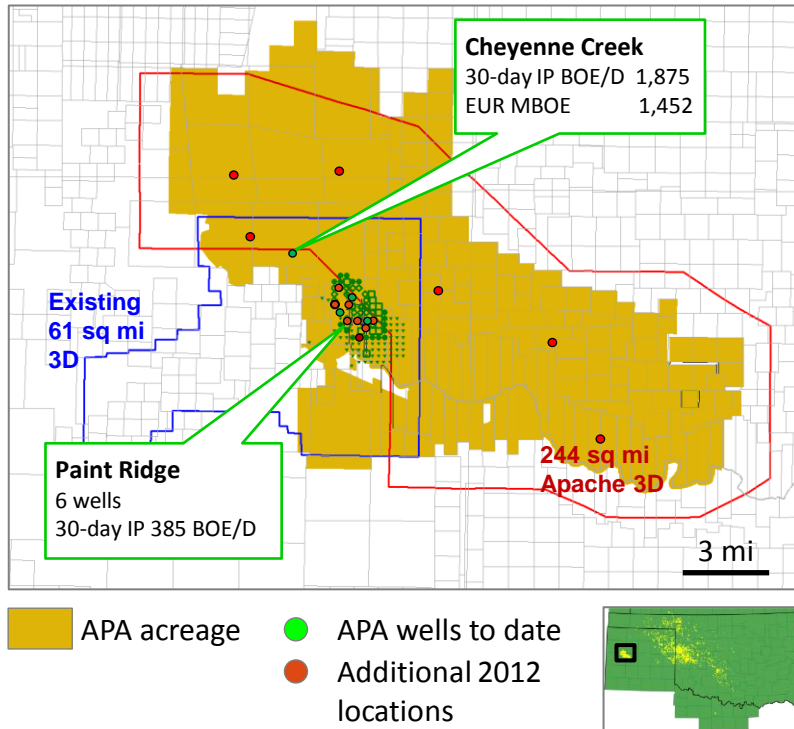 Cheyenne Creek
30-day IP BOE/D 1,875
EUR MBOE 1,452
Existing
61 sq mi
3D
Paint Ridge
6 wells
30-day IP 385 BOE/D
244 sq mi
Apache 3D
3 mi
APA acreage
APA wells to date
Additional 2012
locations